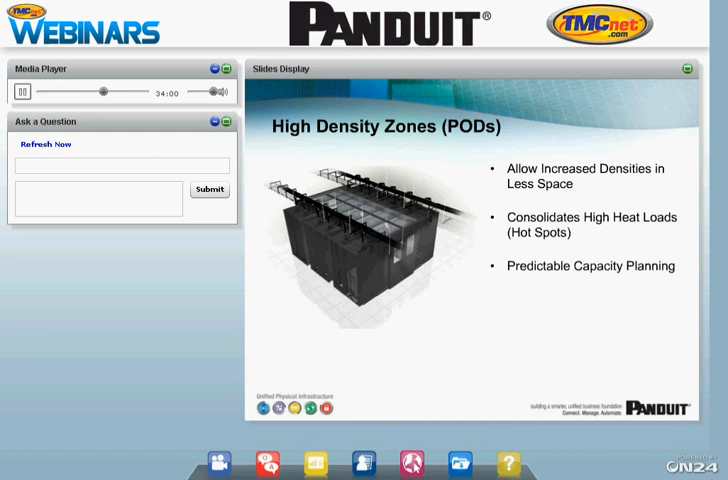 TMCnet
WEBINARS
PANDUIT®
TMCnet
.com
Media Player
34:00
Ask a Question
Refresh Now
Submit
Slides Display
High Density Zones (PODs)
• Allow Increased Densities in
Less Space
• Consolidates High Heat Loads
(Hot Spots)
• Predictable Capacity Planning
Unified Physical Infrastructure
building a smarter, unified business foundation
Connect. Manage. Automate.
PANDUIT®
Q
A
?
POWERED BY
ON24